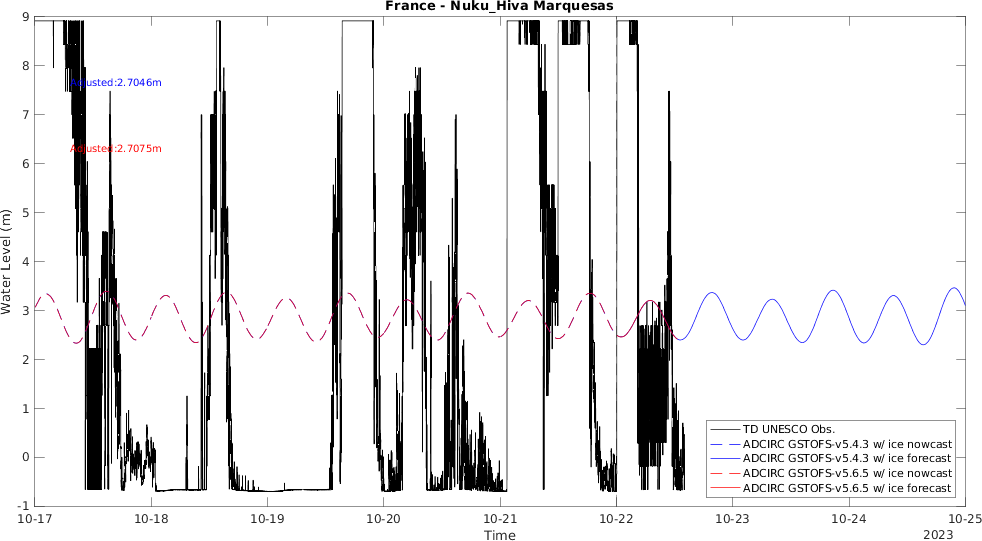 France - Nuku_Hiva Marquesas
9
8
7
6
5
4
3
2
1
0
-1
Water Level (m)
Adjusted:2.7046m
Adjusted:2.7075m
TD UNESCO Obs.
ADCIRC GSTOFS-v5.4.3 w/ ice nowcast
ADCIRC GSTOFS-v5.4.3 w/ ice forecast
ADCIRC GSTOFS-v5.6.5 w/ ice nowcast
ADCIRC GSTOFS-v5.6.5 w/ ice forecast
10-17 10-18 10-19 10-20 10-21 10-22 10-23 10-24 10-25
Time
2023